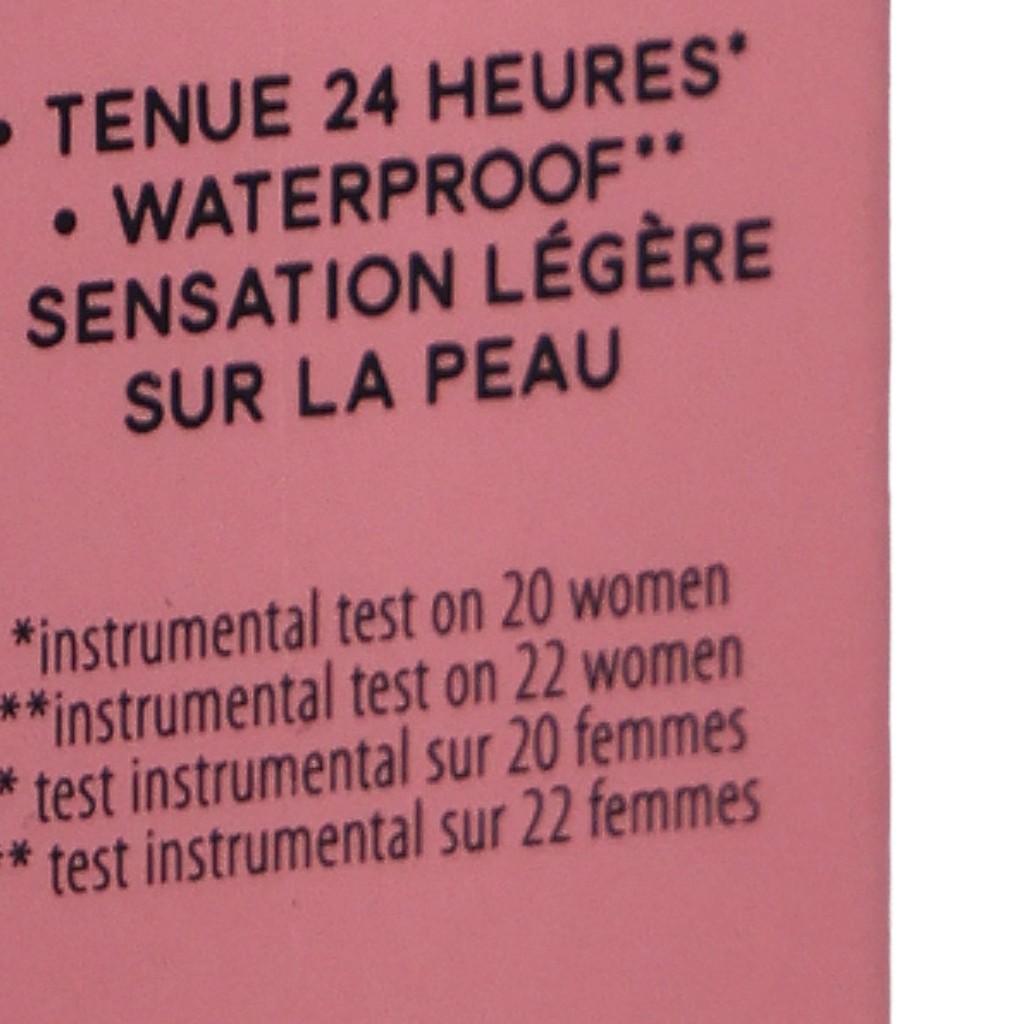 • TENUE 24 HEURES*
• WATERPROOF**
SENSATION LÉGÈRE
SUR LA PEAU
*instrumental test on 20 women
**instrumental test on 22 women
* test instrumental sur 20 femmes
** test instrumental sur 22 femmes